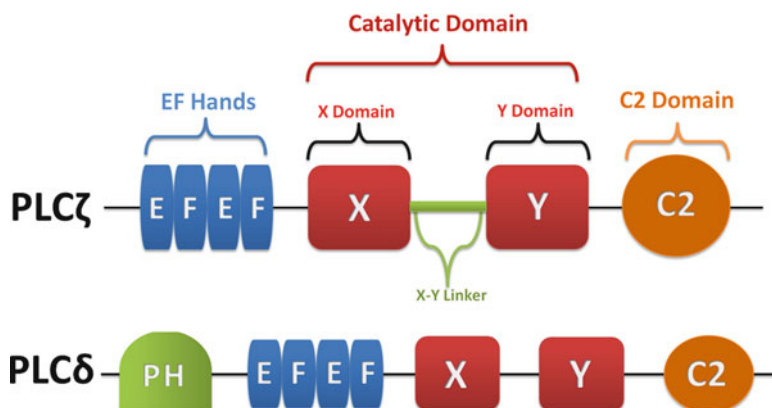 Catalytic Domain
EF Hands
X Domain
Y Domain
C2 Domain
PLCζ
E F E F
X
Y
C2
X-Y Linker
PLCδ
PH
E F E F
X
Y
C2